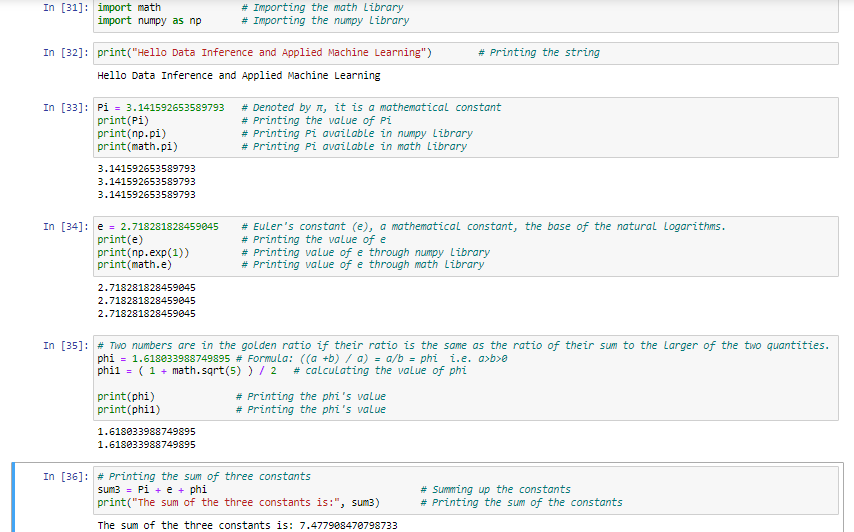 In [31]: import math # Importing the math library
import numpy as np # Importing the numpy library
In [32]: print("Hello Data Inference and Applied Machine Learning") # Printing the string
Hello Data Inference and Applied Machine Learning
In [33]: Pi = 3.141592653589793 # Denoted by π, it is a mathematical constant
print(Pi) # Printing the value of Pi
print(np.pi) # Printing Pi available in numpy library
print(math.pi) # Printing Pi available in math library
3.141592653589793
3.141592653589793
3.141592653589793
In [34]: e = 2.718281828459045 # Euler's constant (e), a mathematical constant, the base of the natural logarithms.
print(e) # Printing the value of e
print(np.exp(1)) # Printing value of e through numpy library
print(math.e) # Printing value of e through math library
2.718281828459045
2.718281828459045
2.718281828459045
In [35]: # Two numbers are in the golden ratio if their ratio is the same as the ratio of their sum to the larger of the two quantities.
phi = 1.618033988749895 # Formula: ((a +b) / a) = a/b = phi i.e. a>b>0
phi1 = ( 1 + math.sqrt(5) ) / 2 # calculating the value of phi
print(phi) # Printing the phi's value
print(phi1) # Printing the phi's value
1.618033988749895
1.618033988749895
In [36]: # Printing the sum of three constants
sum3 = Pi + e + phi # Summing up the constants
print("The sum of the three constants is:", sum3) # Printing the sum of the constants
The sum of the three constants is: 7.477908470798733